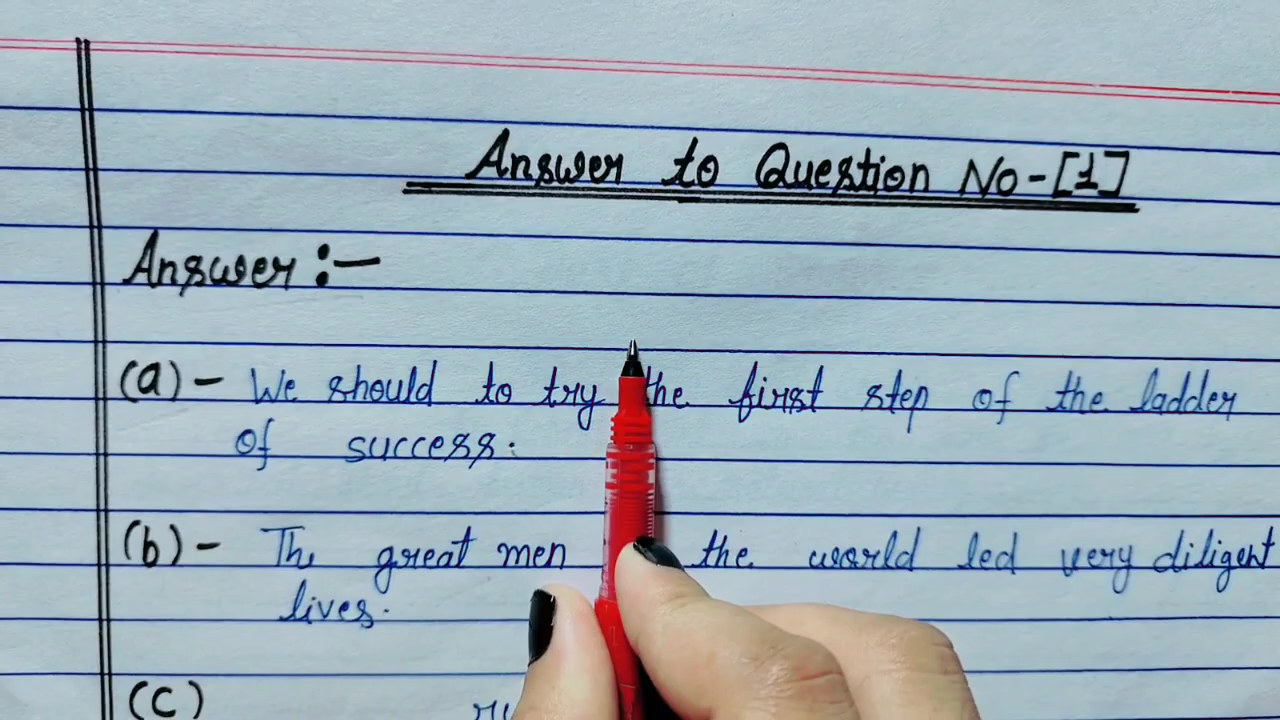 Answer to Question No-[1]
Answer :-
(a) - We should to try the first step of the ladder
of success.
(b) - The great men the world led very diligent
lives.
(c)